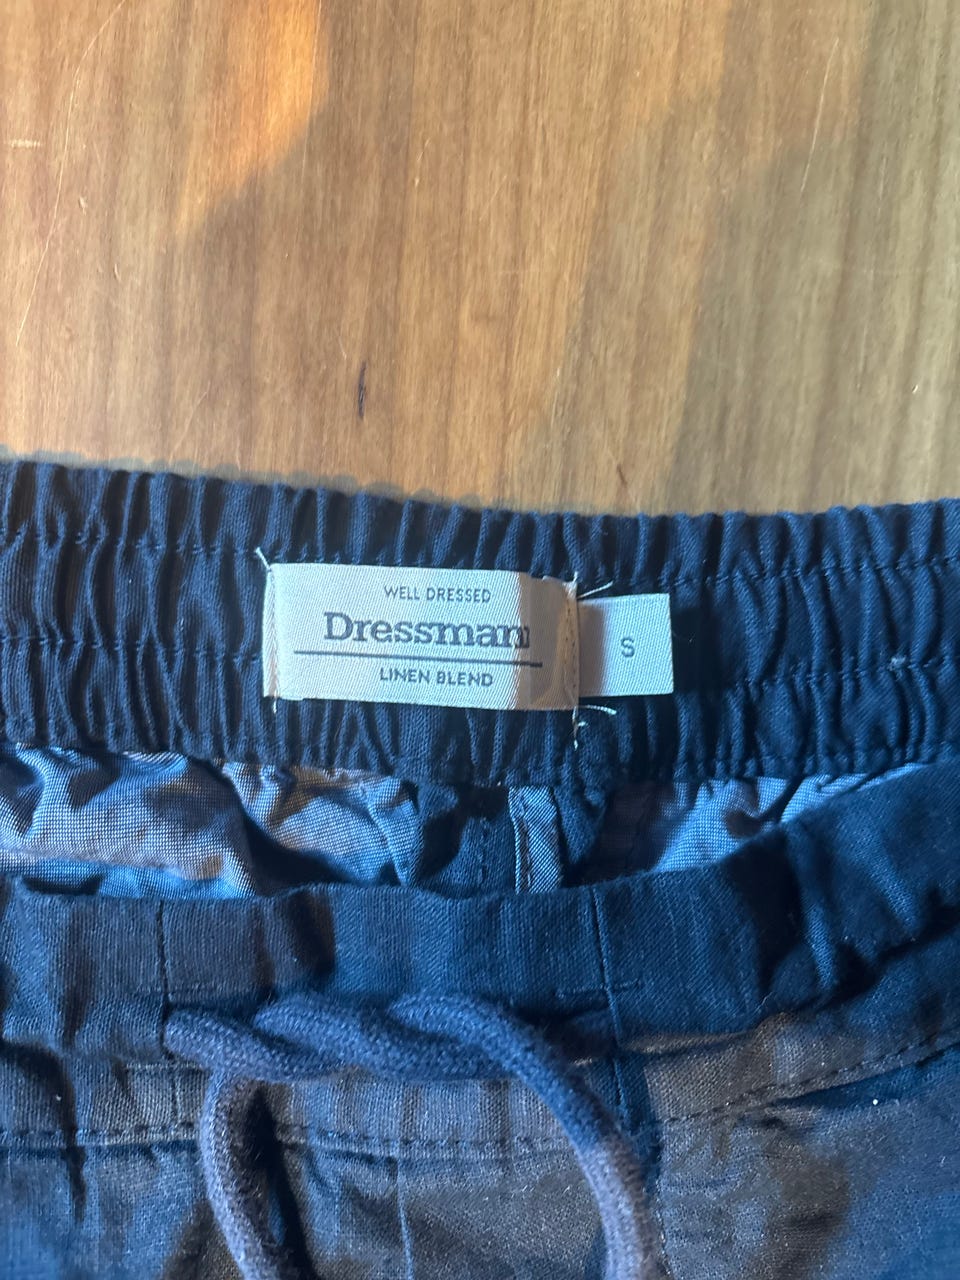 WELL DRESSED
Dressmann
LINEN BLEND
S